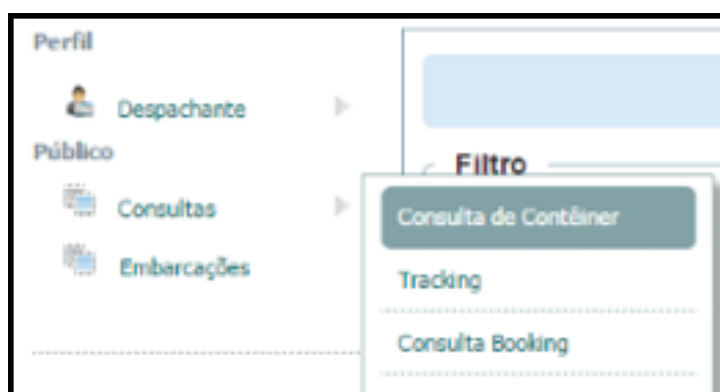 Perfil
Despachante
Público
Consultas
Embarcações
Filtro
Consulta de Contêiner
Tracking
Consulta Booking